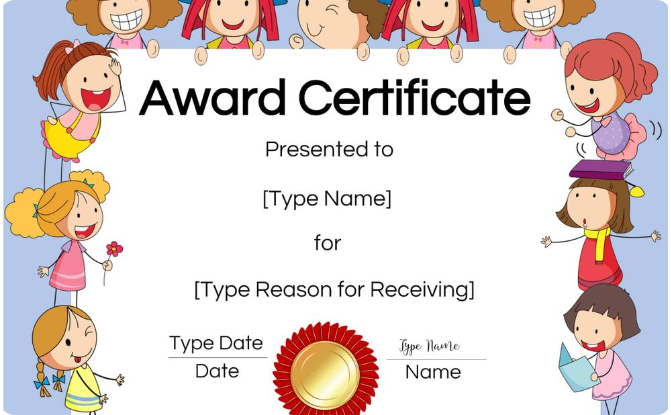 Award Certificate
Presented to
[Type Name]
for
[Type Reason for Receiving]
Type Date
Date
Type Name
Name